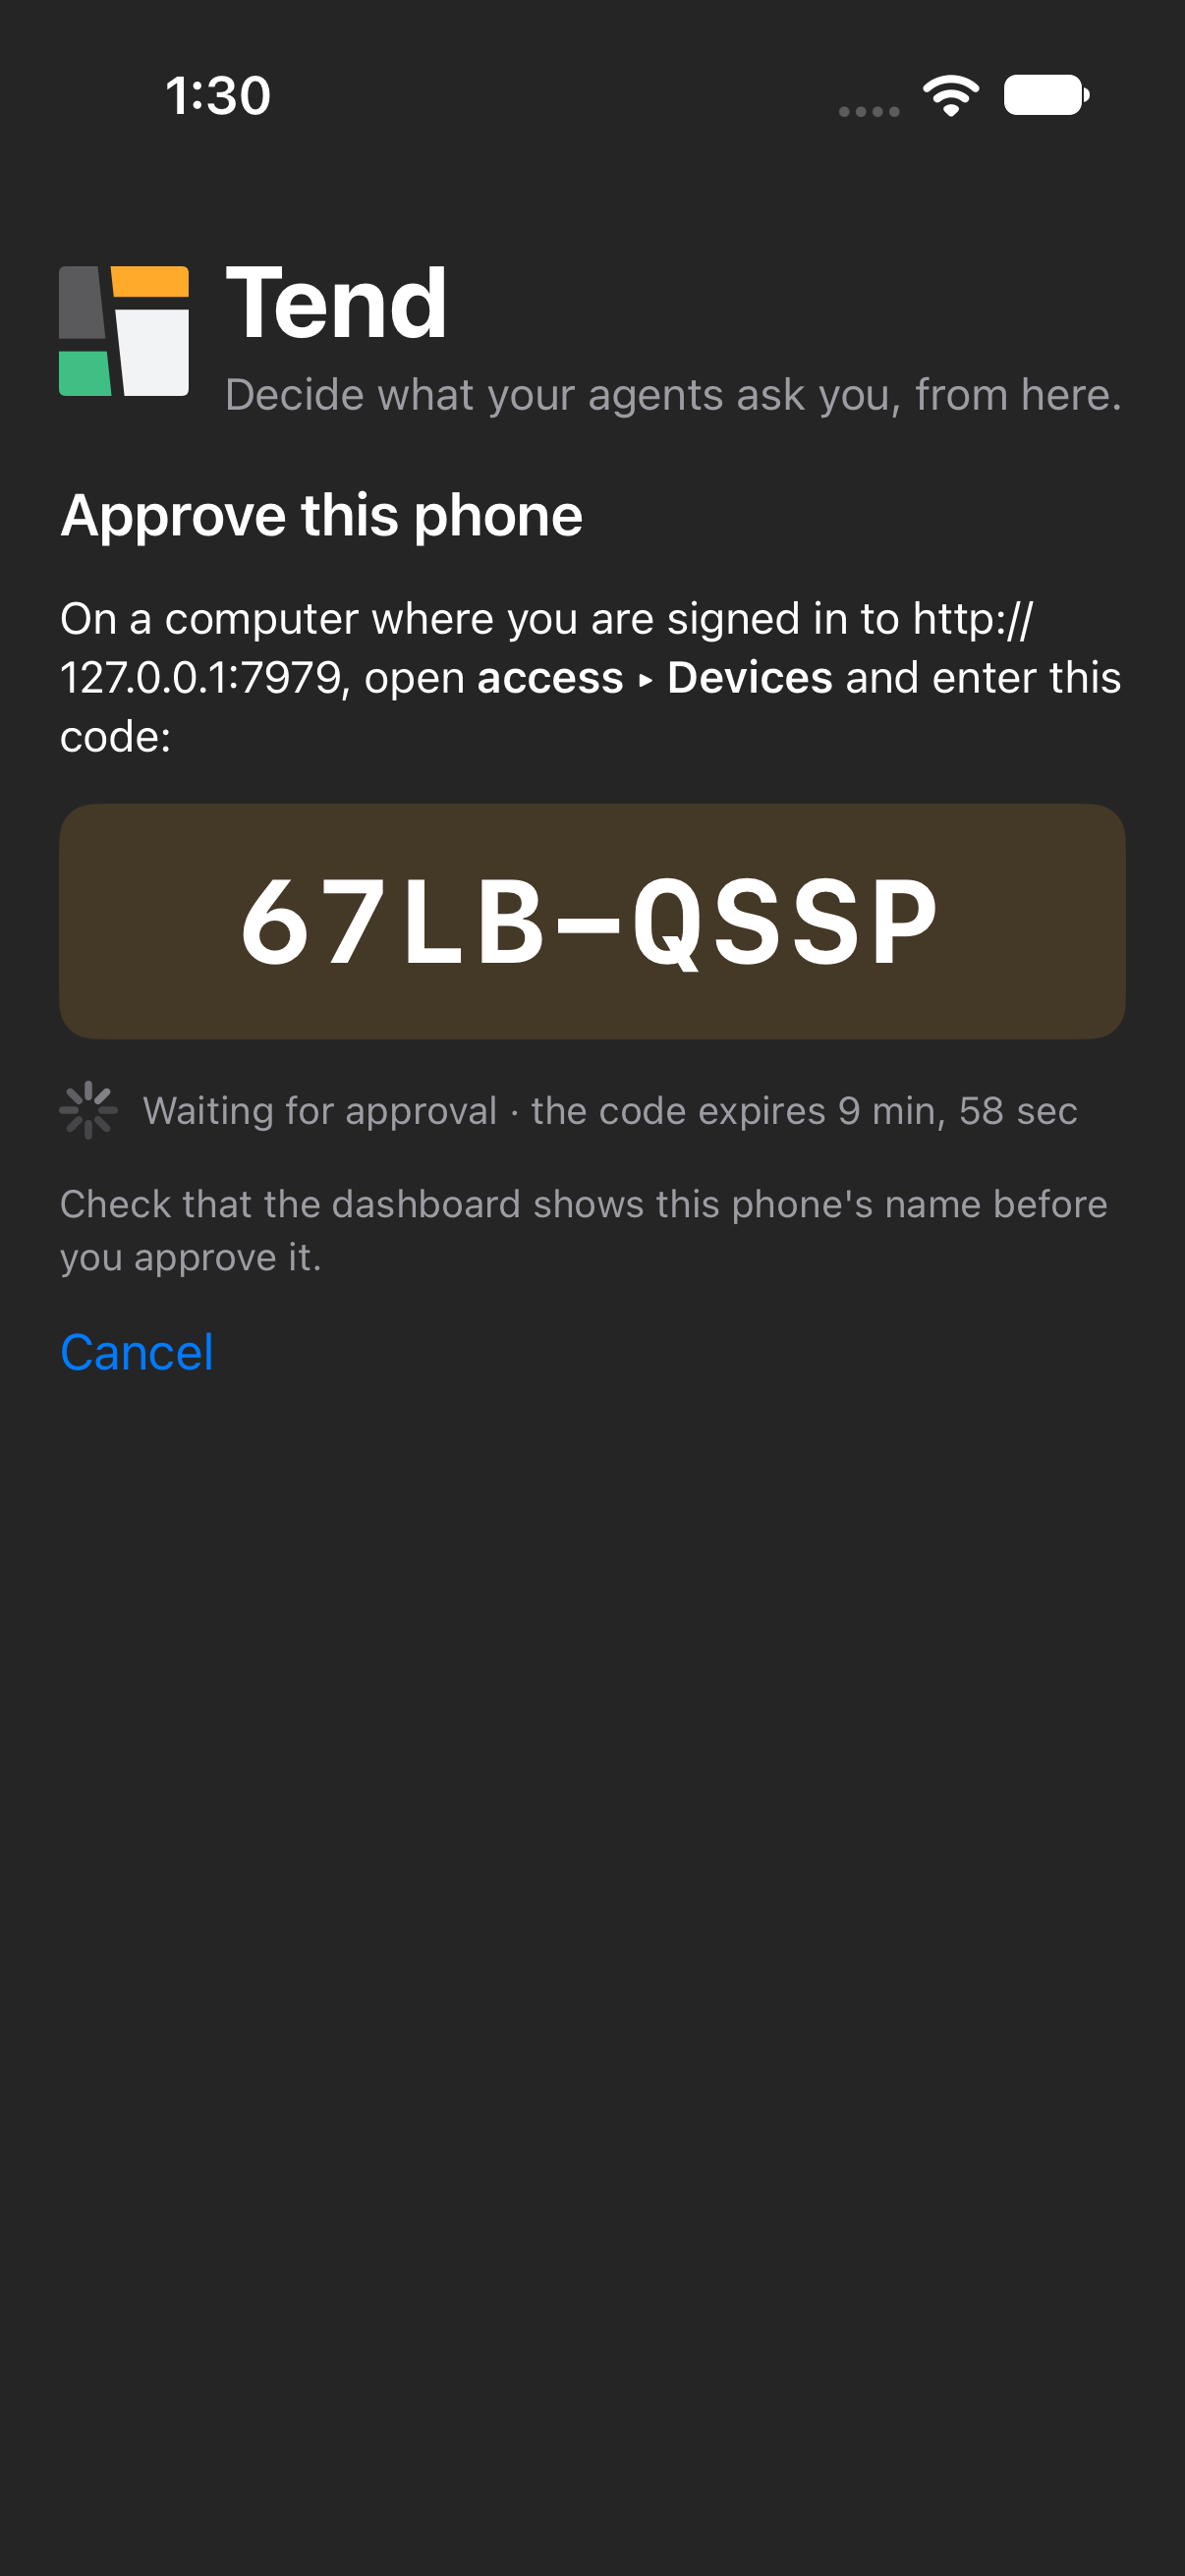 1:30
Tend
Decide what your agents ask you, from here.
Approve this phone
On a computer where you are signed in to http://
127.0.0.1:7979, open access ▸ Devices and enter this
code:
67LB-QSSP
Waiting for approval · the code expires 9 min, 58 sec
Check that the dashboard shows this phone's name before
you approve it.
Cancel